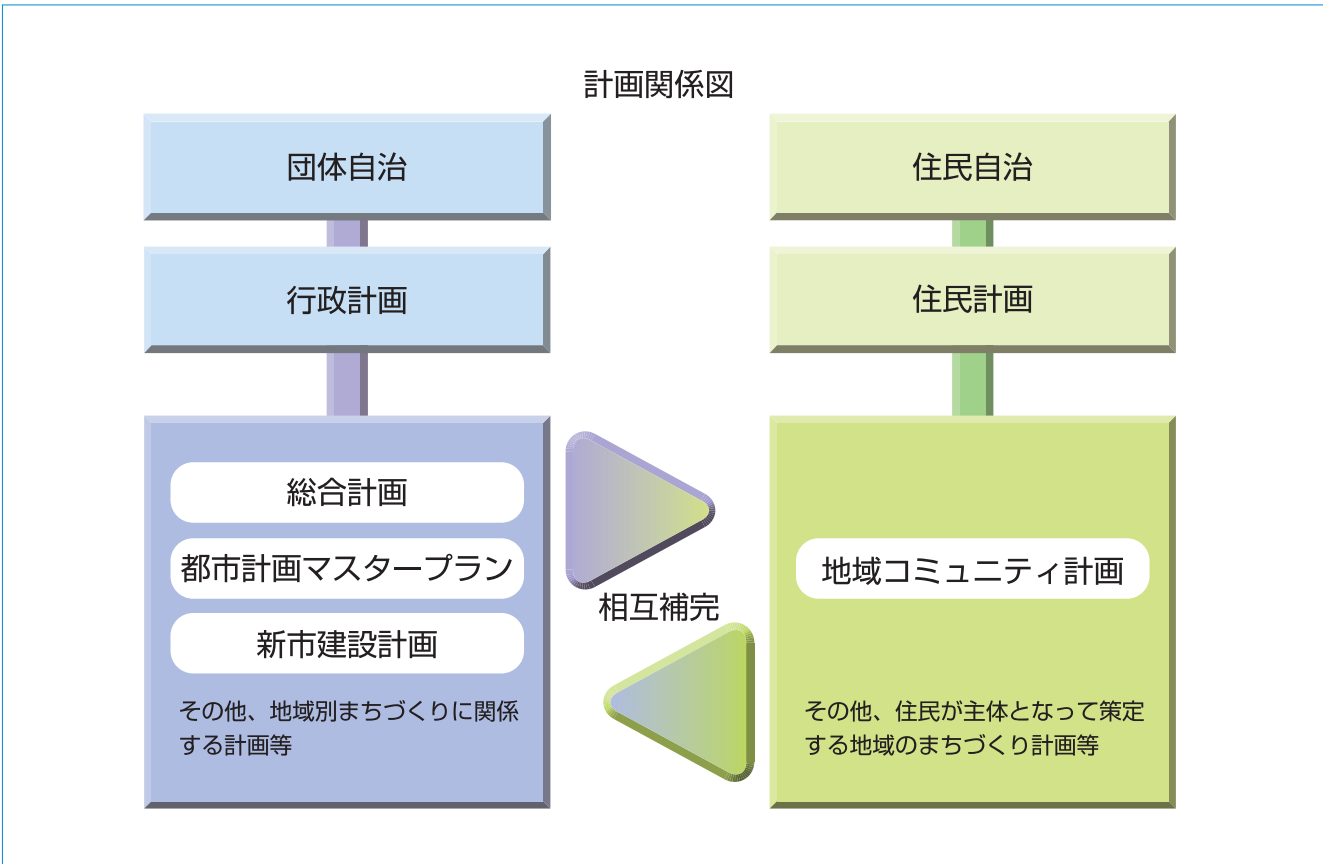 計画関係図
団体自治
行政計画
総合計画
都市計画マスタープラン
新市建設計画
その他、地域別まちづくりに関係
する計画等
相互補完
住民自治
住民計画
地域コミュニティ計画
その他、住民が主体となって策定
する地域のまちづくり計画等